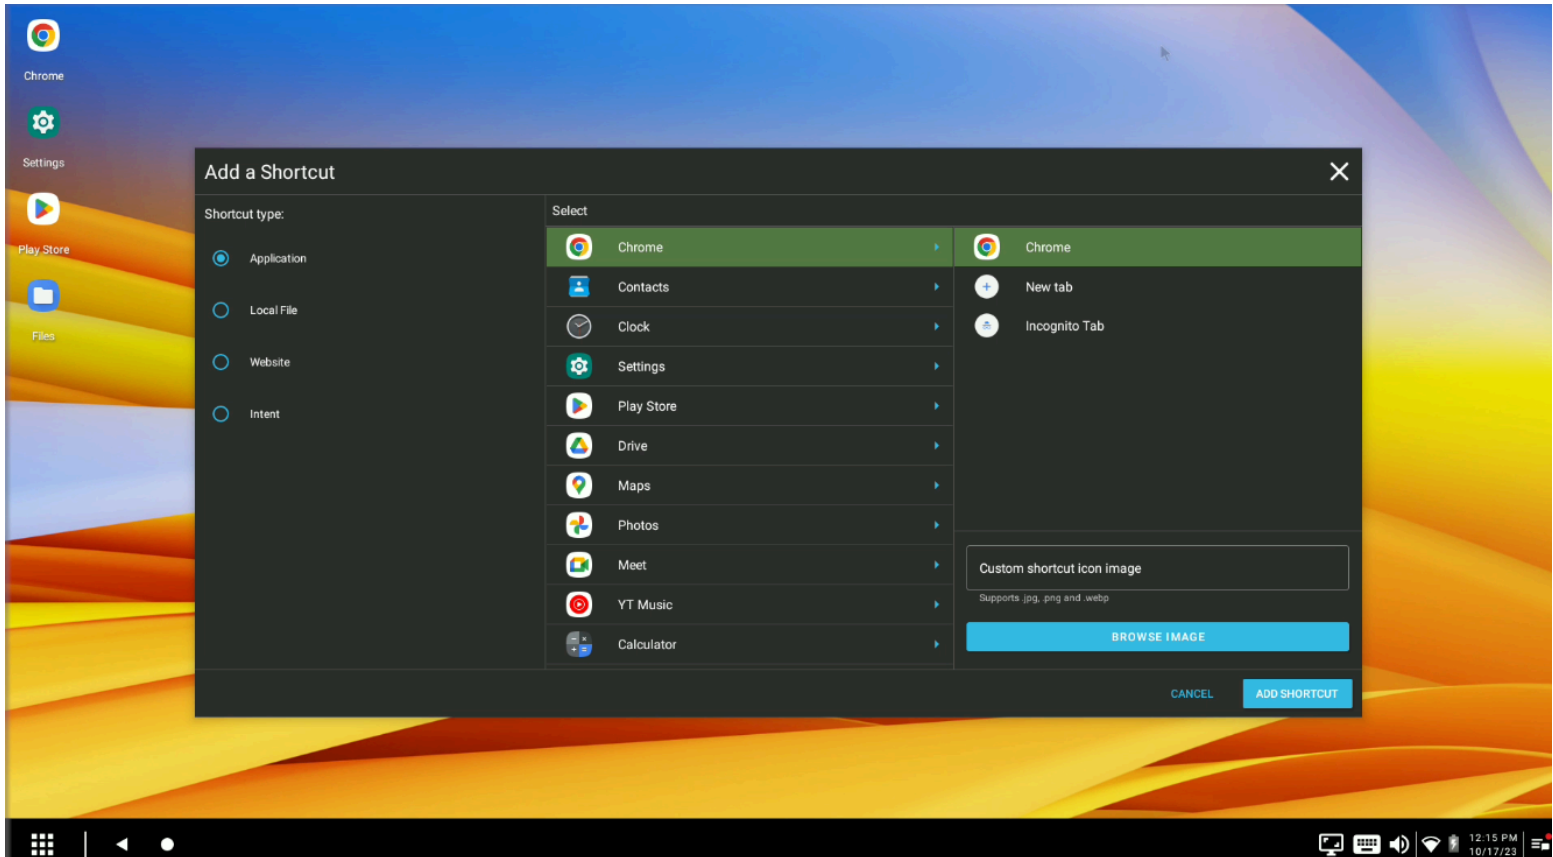 Chrome
Settings
Play Store
Files
Add a Shortcut
Shortcut type:
Application
Local File
Website
Intent
Select
Chrome
Contacts
Clock
Settings
Play Store
Drive
Maps
Photos
Meet
YT Music
Calculator
Chrome
New tab
Incognito Tab
Custom shortcut icon image
Supports .jpg, .png and .webp
BROWSE IMAGE
CANCEL
ADD SHORTCUT
12:15 PM
10/17/23